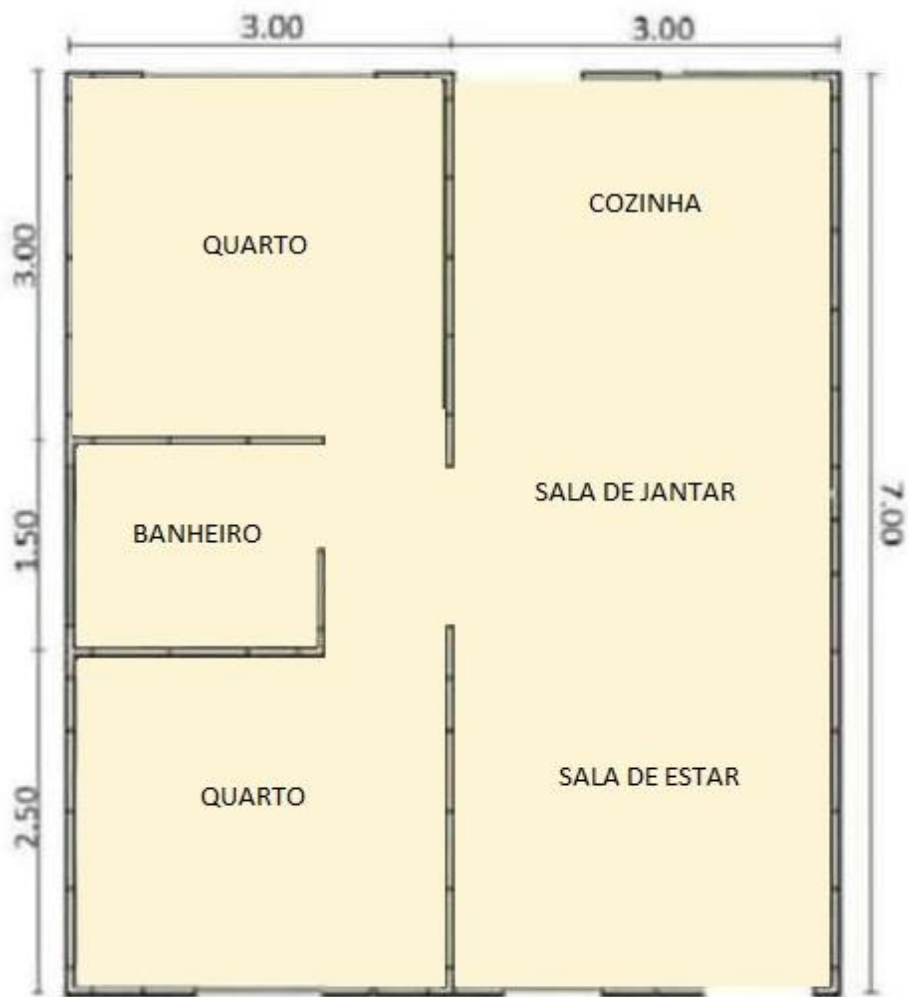 3.00
3.00
COZINHA
QUARTO
3.00
SALA DE JANTAR
7.00
BANHEIRO
1.50
SALA DE ESTAR
QUARTO
2.50